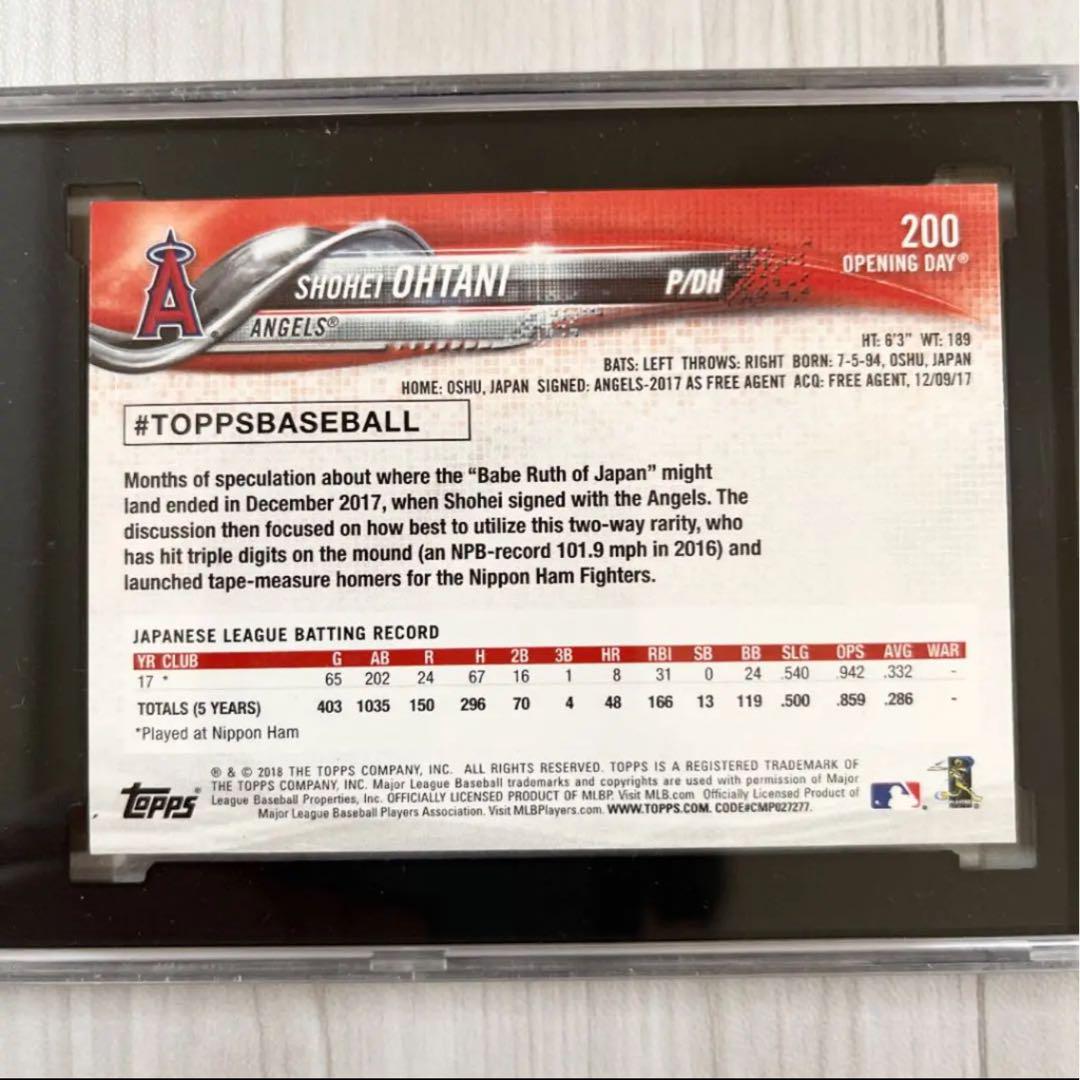 200
OPENING DAY®
SHOHEI OHTANI P/DH
ANGELS®
HT: 6'3" WT: 189
BATS: LEFT THROWS: RIGHT BORN: 7-5-94, OSHU, JAPAN
HOME: OSHU, JAPAN SIGNED: ANGELS-2017 AS FREE AGENT ACQ: FREE AGENT, 12/09/17
#TOPPSBASEBALL
Months of speculation about where the “Babe Ruth of Japan” might
land ended in December 2017, when Shohei signed with the Angels. The
discussion then focused on how best to utilize this two-way rarity, who
has hit triple digits on the mound (an NPB-record 101.9 mph in 2016) and
launched tape-measure homers for the Nippon Ham Fighters.
JAPANESE LEAGUE BATTING RECORD
YR CLUB G AB R H 2B 3B HR RBI SB BB SLG OPS AVG WAR
17 * 65 202 24 67 16 1 8 31 0 24 .540 .942 .332 -
TOTALS (5 YEARS) 403 1035 150 296 70 4 48 166 13 119 .500 .859 .286 -
*Played at Nippon Ham
® & © 2018 THE TOPPS COMPANY, INC. ALL RIGHTS RESERVED. TOPPS IS A REGISTERED TRADEMARK OF
THE TOPPS COMPANY, INC. Major League Baseball trademarks and copyrights are used with permission of Major
League Baseball Properties, Inc. OFFICIALLY LICENSED PRODUCT OF MLBP. Visit MLB.com Officially Licensed Product of
Major League Baseball Players Association. Visit MLBPlayers.com. WWW.TOPPS.COM. CODE#CMP027277.
topps®